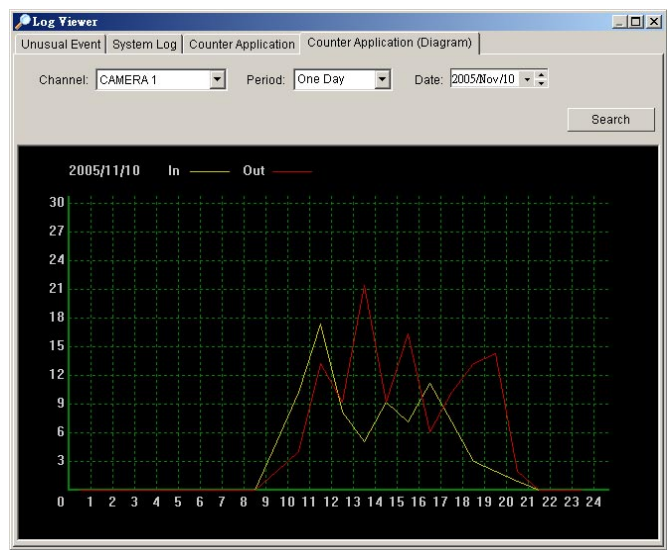 Log Viewer
Unusual Event System Log Counter Application Counter Application (Diagram)
Channel: CAMERA 1 Period: One Day Date: 2005/Nov/10
Search
2005/11/10 In Out
30
27
24
21
18
15
12
9
6
3
0 1 2 3 4 5 6 7 8 9 10 11 12 13 14 15 16 17 18 19 20 21 22 23 24